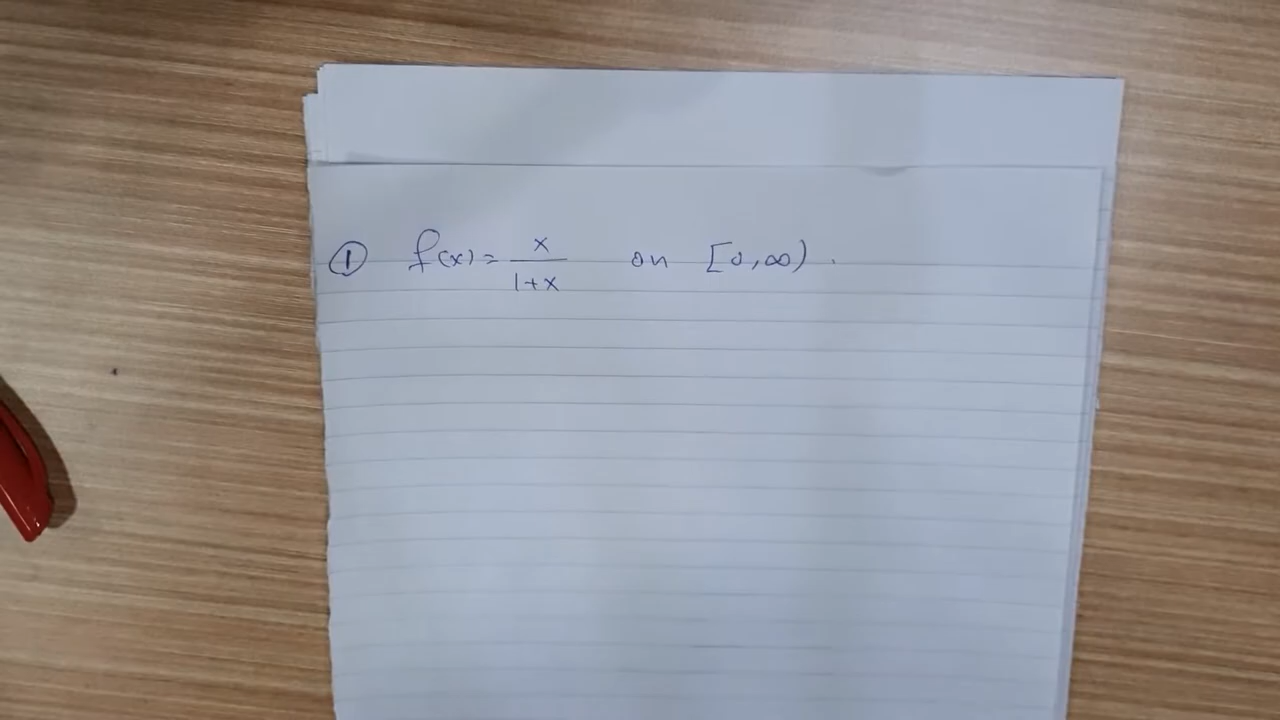 ① f(x) = x/(1+x) on [0,∞).